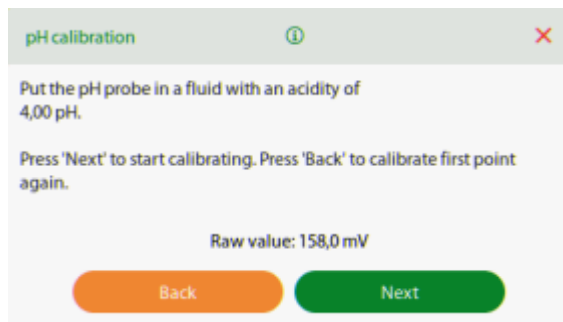 pH calibration
Put the pH probe in a fluid with an acidity of
4,00 pH.
Press 'Next' to start calibrating. Press 'Back' to calibrate first point
again.
Raw value: 158,0 mV
Back Next